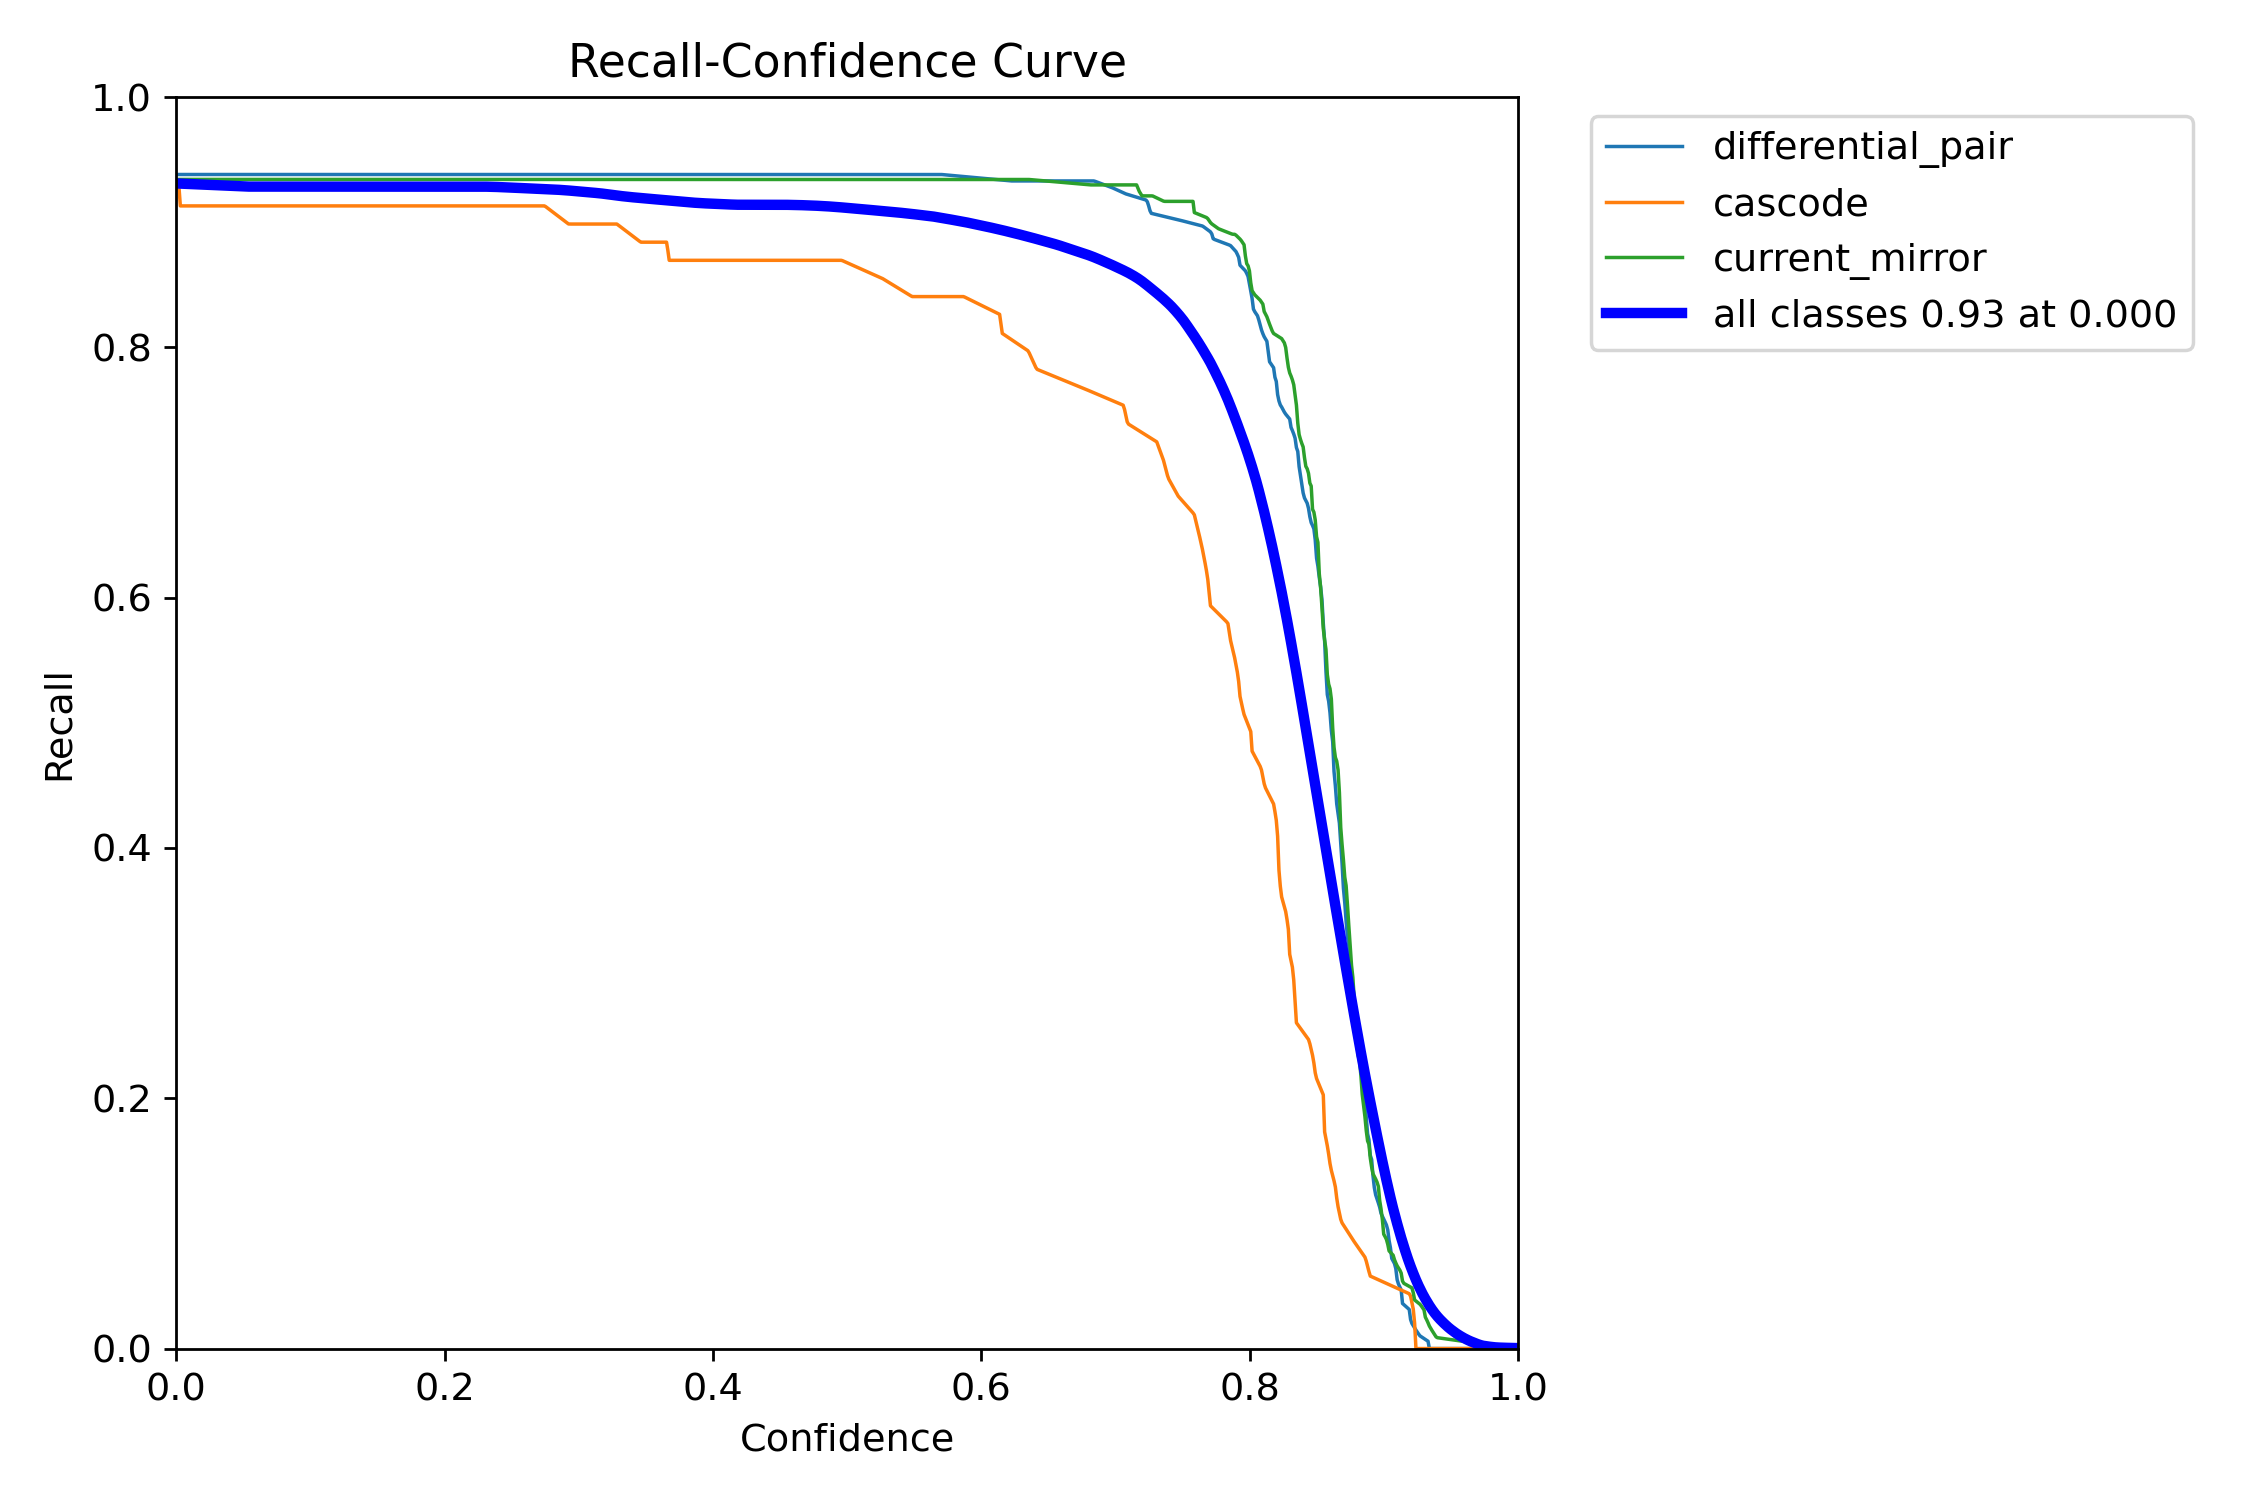 Recall-Confidence Curve
1.0
0.8
0.6
0.4
0.2
0.0
Recall
0.0 0.2 0.4 0.6 0.8 1.0
Confidence
differential_pair
cascode
current_mirror
all classes 0.93 at 0.000